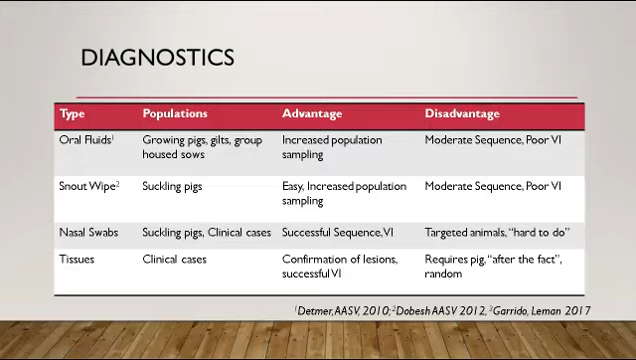 DIAGNOSTICS
Type Populations Advantage Disadvantage
Oral Fluids¹ Growing pigs, gilts, group Increased population Moderate Sequence, Poor VI
housed sows sampling
Snout Wipe² Suckling pigs Easy, Increased population Moderate Sequence, Poor VI
sampling
Nasal Swabs Suckling pigs, Clinical cases Successful Sequence, VI Targeted animals, “hard to do”
Tissues Clinical cases Confirmation of lesions, Requires pig, “after the fact”,
successful VI random
¹Detmer, AASV, 2010; ²Dobesh AASV 2012, ³Garrido, Leman 2017